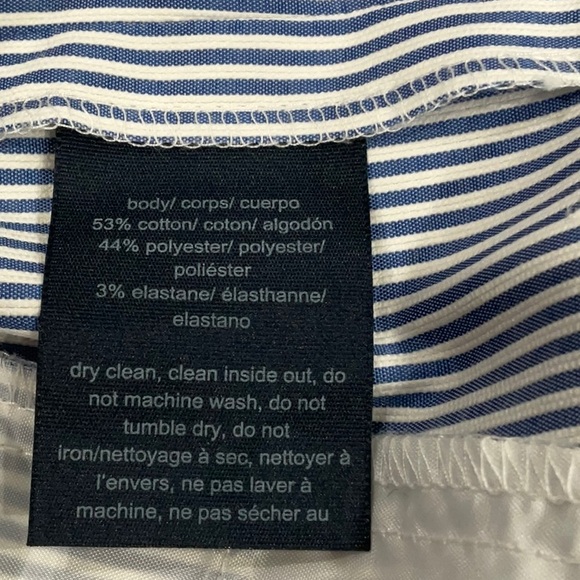 body/ corps/ cuerpo
53% cotton/ coton/ algodón
44% polyester/ polyester/
poliéster
3% elastane/ élasthanne/
elastano
dry clean, clean inside out, do
not machine wash, do not
tumble dry, do not
iron/nettoyage à sec, nettoyer à
l'envers, ne pas laver à
machine, ne pas sécher au